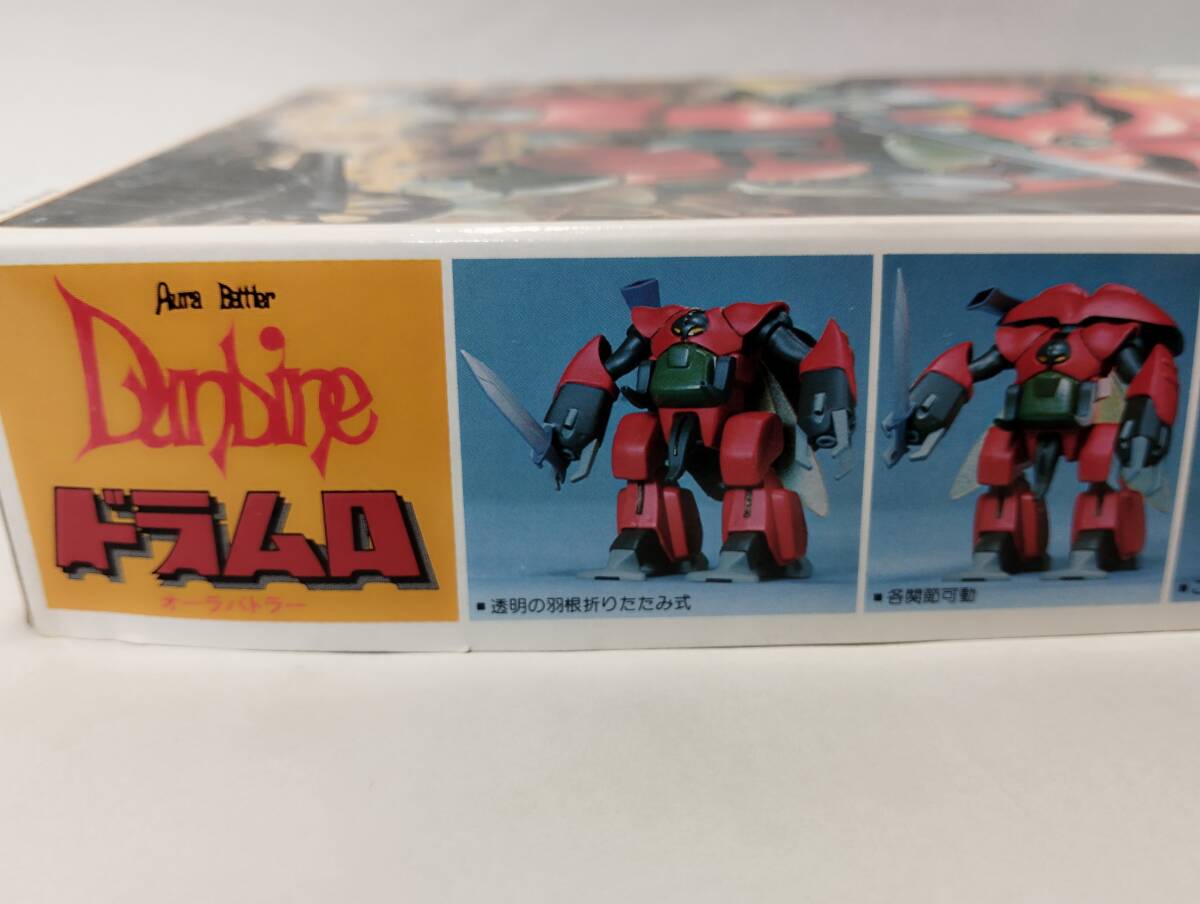 Aura Battler
Dunbine
ドラムロ
オーラバトラー
■透明の羽根折りたたみ式
■各関節可動